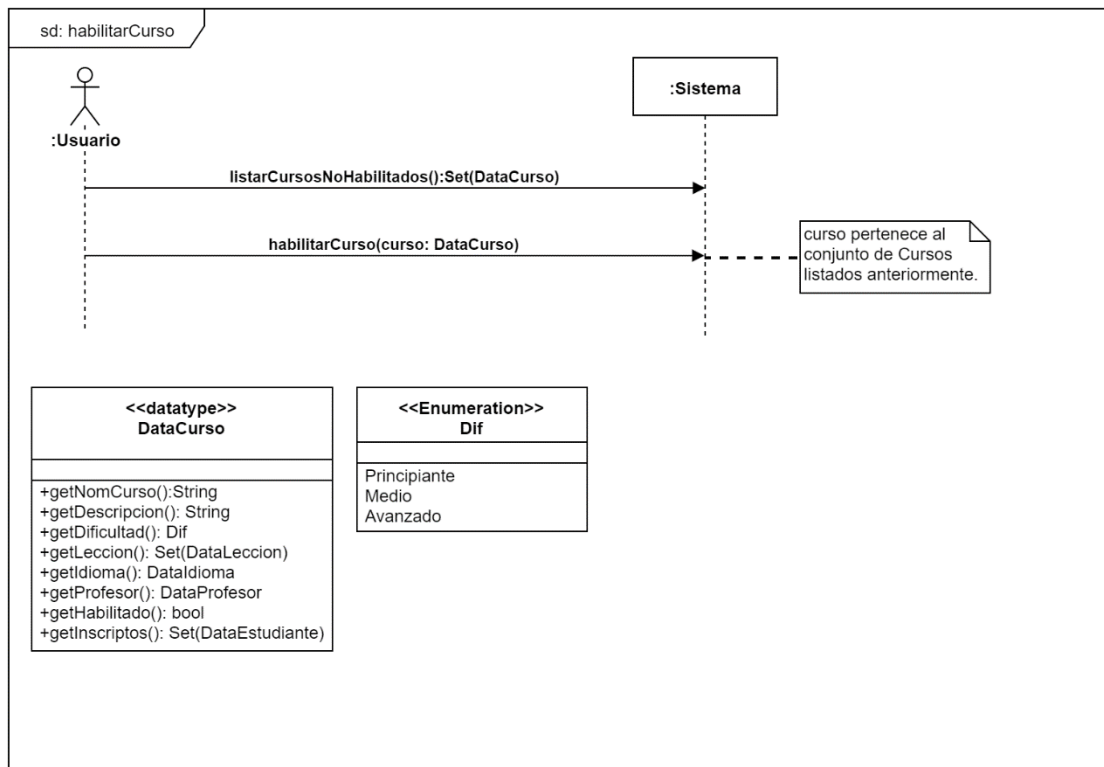 sd: habilitarCurso
:Usuario
:Sistema
listarCursosNoHabilitados():Set(DataCurso)
habilitarCurso(curso: DataCurso)
curso pertenece al
conjunto de Cursos
listados anteriormente.
<<datatype>>
DataCurso
+getNomCurso():String
+getDescripcion(): String
+getDificultad(): Dif
+getLeccion(): Set(DataLeccion)
+getIdioma(): DataIdioma
+getProfesor(): DataProfesor
+getHabilitado(): bool
+getInscriptos(): Set(DataEstudiante)
<<Enumeration>>
Dif
Principiante
Medio
Avanzado